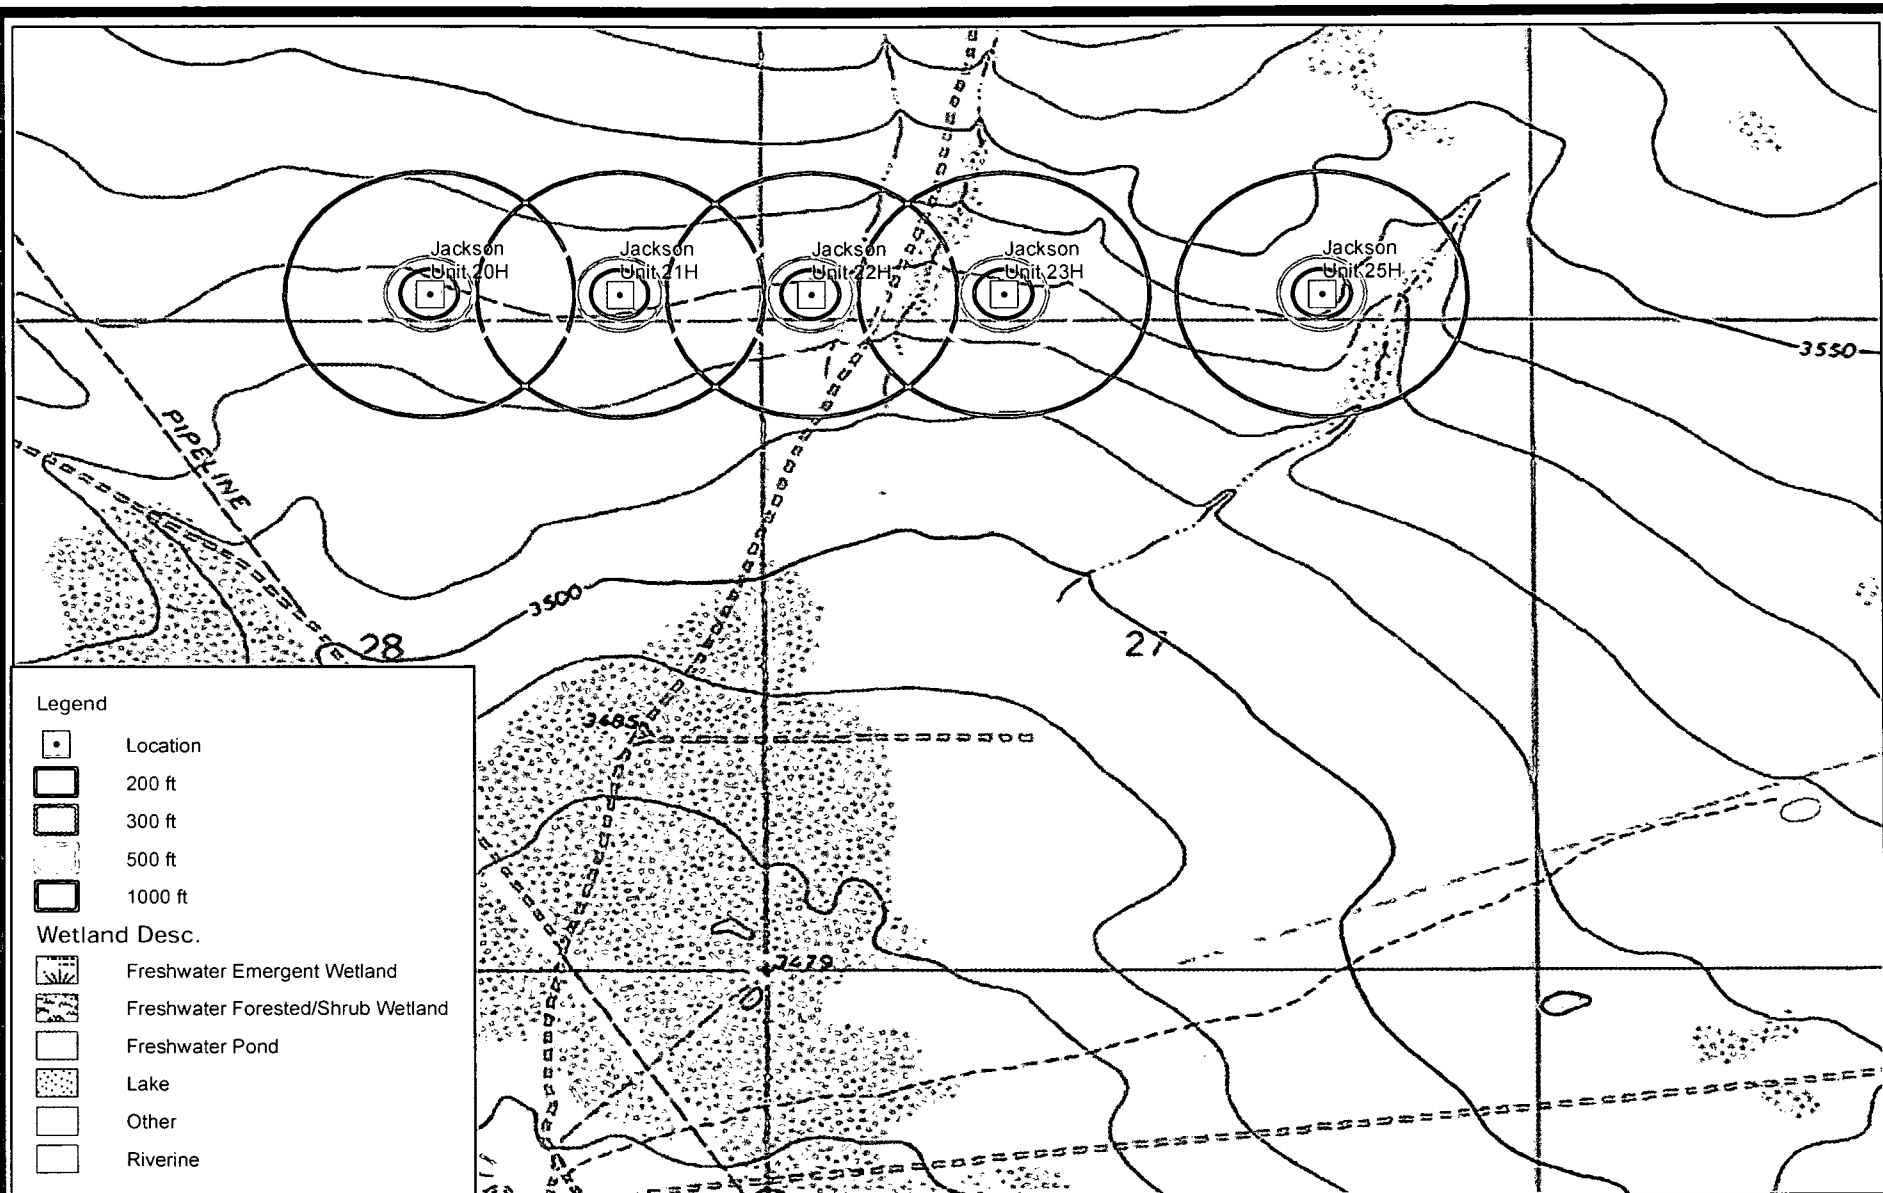 Jackson
Unit 20H
Jackson
Unit 21H
Jackson
Unit 22H
Jackson
Unit 23H
Jackson
Unit 25H
3550
PIPELINE
3500
28
27
3485
3479
Legend
Location
200 ft
300 ft
500 ft
1000 ft
Wetland Desc.
Freshwater Emergent Wetland
Freshwater Forested/Shrub Wetland
Freshwater Pond
Lake
Other
Riverine